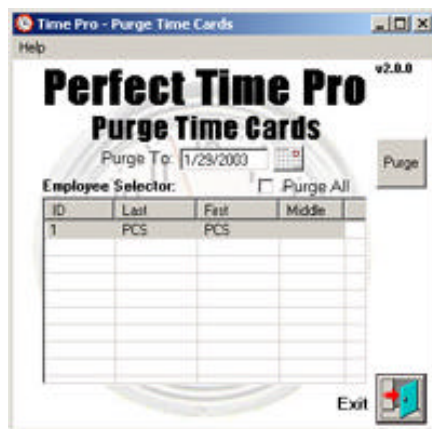 Time Pro - Purge Time Cards
Help
v2.0.0
Perfect Time Pro
Purge Time Cards
Purge To: 1/29/2003
Purge
Employee Selector: Purge All
ID Last First Middle
1 PCS PCS
Exit